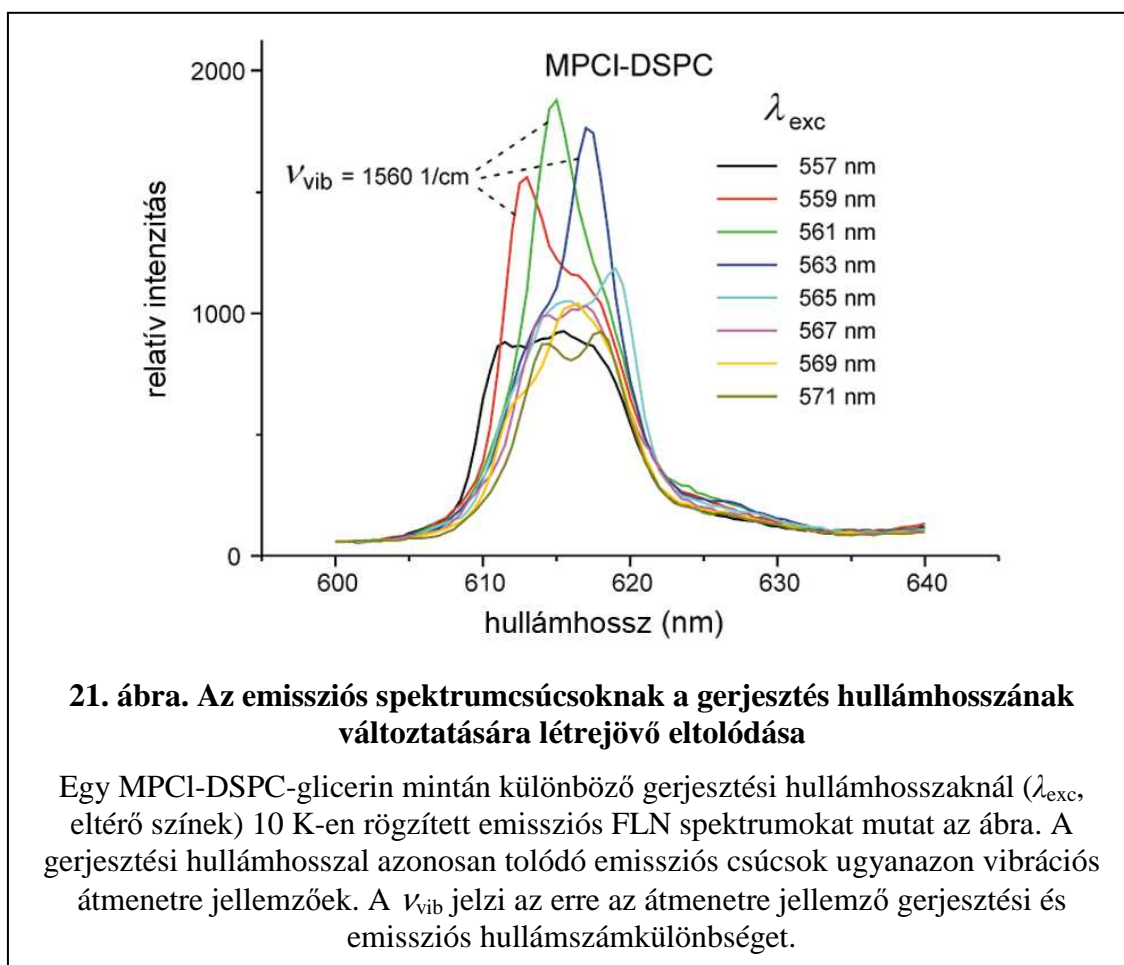 MPCl-DSPC
2000
1000
0
relatív intenzitás
ν_vib = 1560 1/cm
λ_exc
557 nm
559 nm
561 nm
563 nm
565 nm
567 nm
569 nm
571 nm
600 610 620 630 640
hullámhossz (nm)
21. ábra. Az emissziós spektrumcsúcsoknak a gerjesztés hullámhosszának
változtatására létrejövő eltolódása
Egy MPCl-DSPC-glicerin mintán különböző gerjesztési hullámhosszaknál (λexc,
eltérő színek) 10 K-en rögzített emissziós FLN spektrumokat mutat az ábra. A
gerjesztési hullámhosszal azonosan tolódó emissziós csúcsok ugyanazon vibrációs
átmenetre jellemzőek. A νvib jelzi az erre az átmenetre jellemző gerjesztési és
emissziós hullámszámkülönbséget.